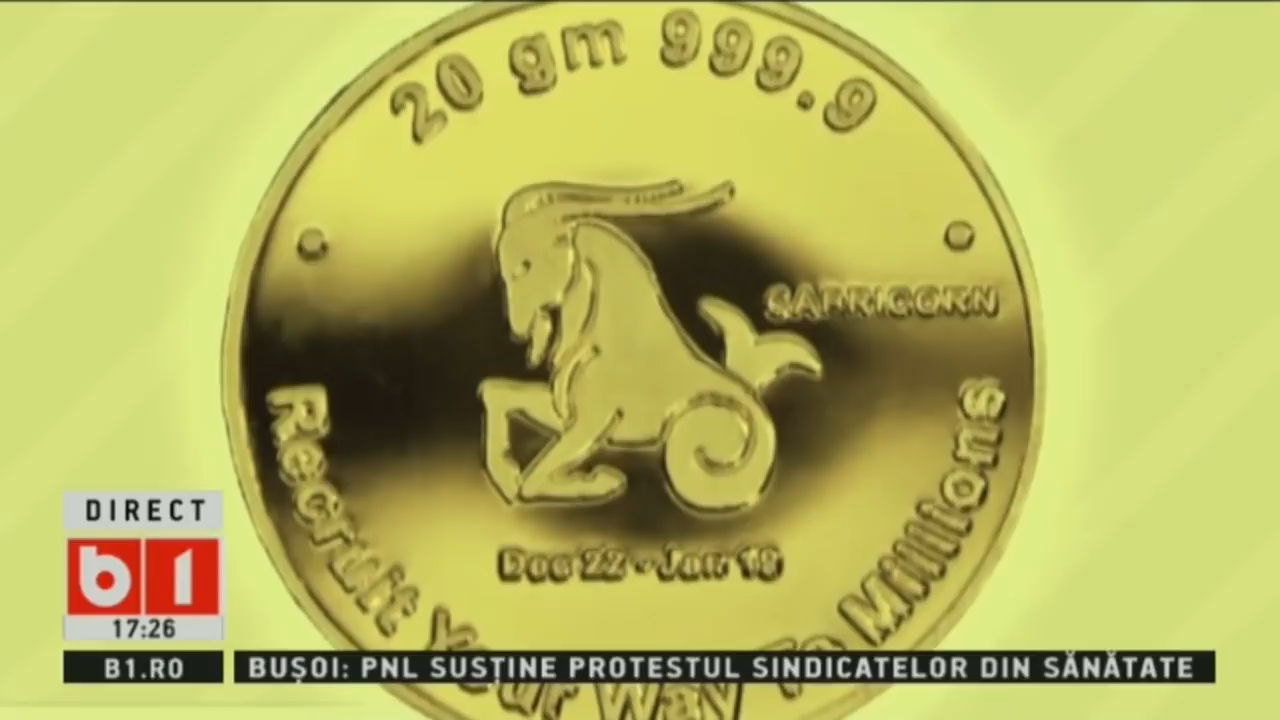 20 gm 999.9
CAPRICORN
Dec 22 - Jan 19
Recruit Your Way To Millions
DIRECT
b1
17:26
B1.RO
BUȘOI: PNL SUSȚINE PROTESTUL SINDICATELOR DIN SĂNĂTATE